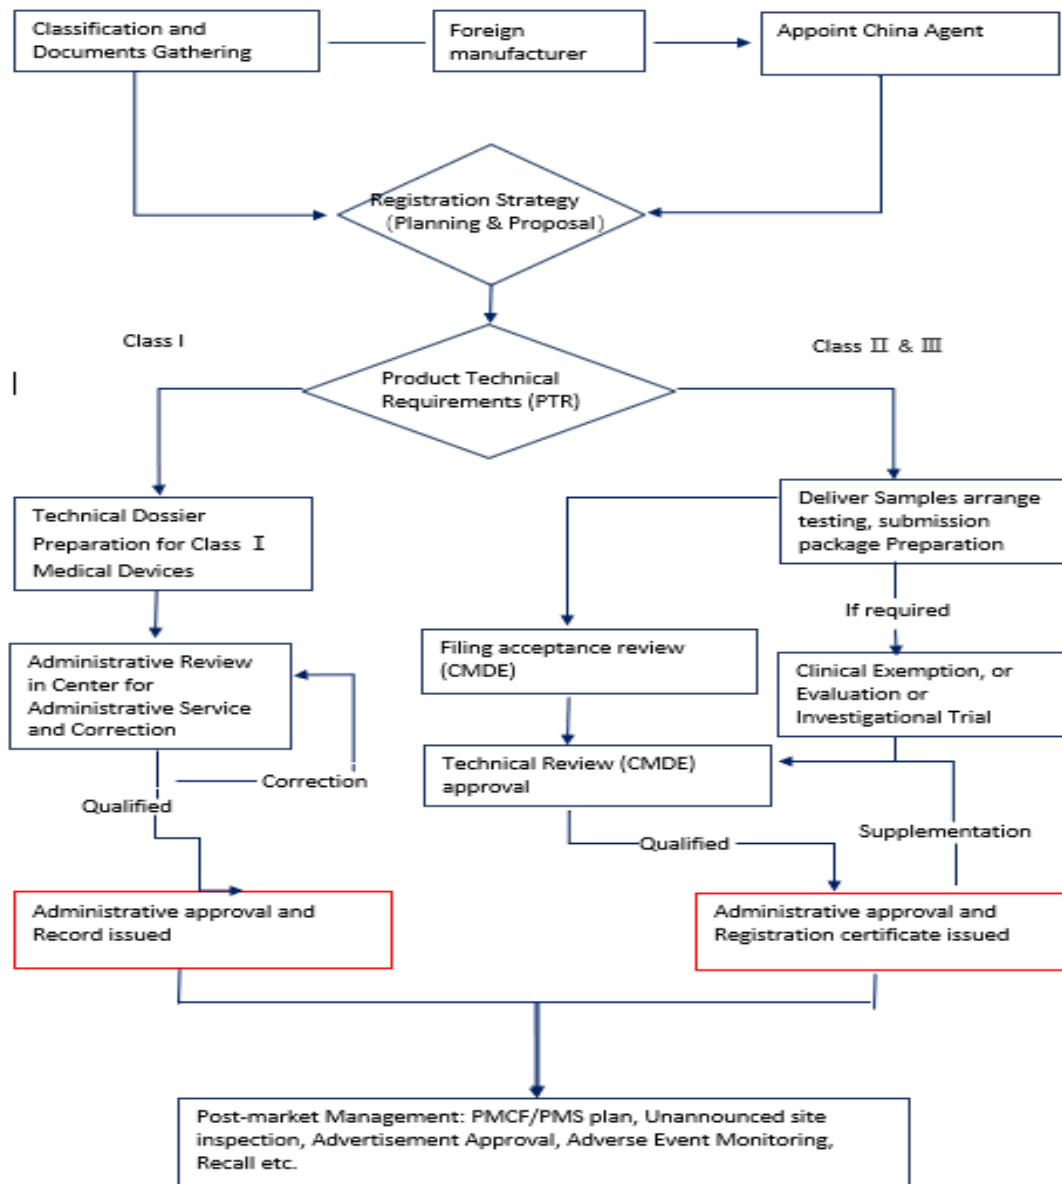 Classification and
Documents Gathering
Foreign
manufacturer
Appoint China Agent
Registration Strategy
(Planning & Proposal)
Class I
Class Ⅱ & Ⅲ
Product Technical
Requirements (PTR)
Technical Dossier
Preparation for Class Ⅰ
Medical Devices
Deliver Samples arrange
testing, submission
package Preparation
If required
Administrative Review
in Center for
Administrative Service
and Correction
Filing acceptance review
(CMDE)
Clinical Exemption, or
Evaluation or
Investigational Trial
Correction
Technical Review (CMDE)
approval
Qualified
Qualified
Supplementation
Administrative approval and
Record issued
Administrative approval and
Registration certificate issued
Post-market Management: PMCF/PMS plan, Unannounced site
inspection, Advertisement Approval, Adverse Event Monitoring,
Recall etc.